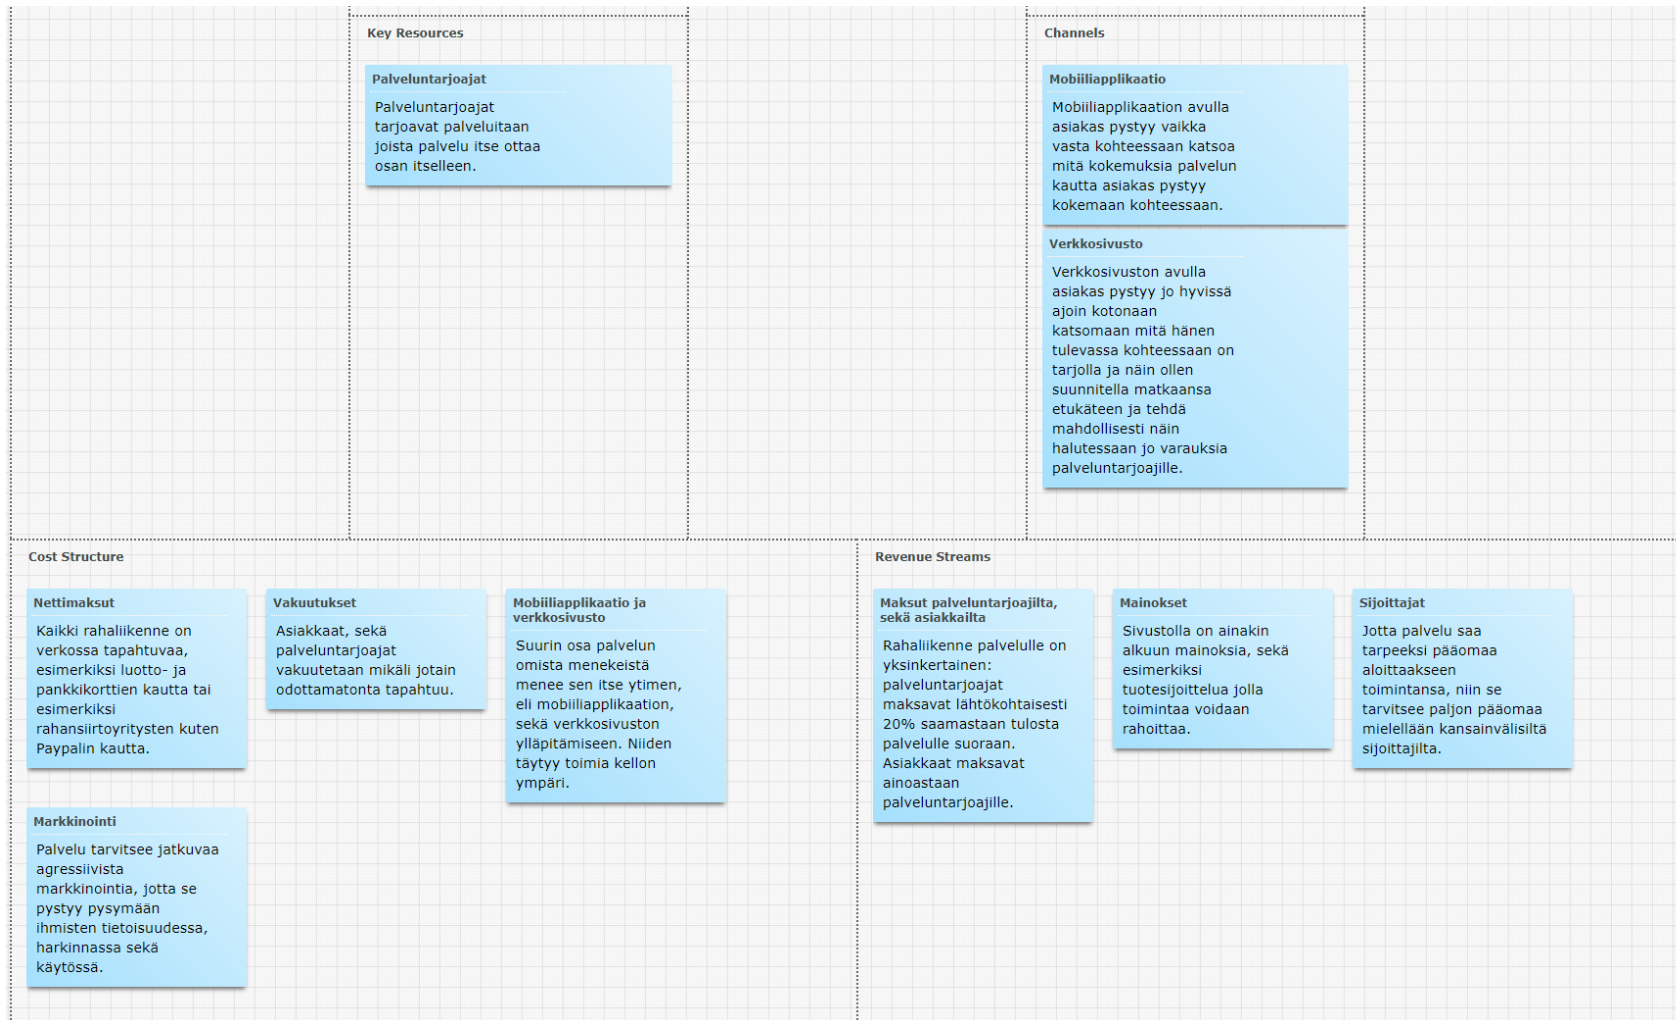 Key Resources
Palveluntarjoajat
Palveluntarjoajat
tarjoavat palveluitaan
joista palvelu itse ottaa
osan itselleen.
Channels
Mobiiliapplikaatio
Mobiiliapplikaation avulla
asiakas pystyy vaikka
vasta kohteessaan katsoa
mitä kokemuksia palvelun
kautta asiakas pystyy
kokemaan kohteessaan.
Verkkosivusto
Verkkosivuston avulla
asiakas pystyy jo hyvissä
ajoin kotonaan
katsomaan mitä hänen
tulevassa kohteessaan on
tarjolla ja näin ollen
suunnitella matkaansa
etukäteen ja tehdä
mahdollisesti näin
halutessaan jo varauksia
palveluntarjoajille.
Cost Structure
Nettimaksut
Kaikki rahaliikenne on
verkossa tapahtuvaa,
esimerkiksi luotto- ja
pankkikorttien kautta tai
esimerkiksi
rahansiirtoyritysten kuten
Paypalin kautta.
Vakuutukset
Asiakkaat, sekä
palveluntarjoajat
vakuutetaan mikäli jotain
odottamatonta tapahtuu.
Mobiiliapplikaatio ja
verkkosivusto
Suurin osa palvelun
omista menekeistä
menee sen itse ytimen,
eli mobiiliapplikaation,
sekä verkkosivuston
ylläpitämiseen. Niiden
täytyy toimia kellon
ympäri.
Markkinointi
Palvelu tarvitsee jatkuvaa
agressiivista
markkinointia, jotta se
pystyy pysymään
ihmisten tietoisuudessa,
harkinnassa sekä
käytössä.
Revenue Streams
Maksut palveluntarjoajilta,
sekä asiakkailta
Rahaliikenne palvelulle on
yksinkertainen:
palveluntarjoajat
maksavat lähtökohtaisesti
20% saamastaan tulosta
palvelulle suoraan.
Asiakkaat maksavat
ainoastaan
palveluntarjoajille.
Mainokset
Sivustolla on ainakin
alkuun mainoksia, sekä
esimerkiksi
tuotesijoittelua jolla
toimintaa voidaan
rahoittaa.
Sijoittajat
Jotta palvelu saa
tarpeeksi pääomaa
aloittaakseen
toimintansa, niin se
tarvitsee paljon pääomaa
mielellään kansainvälisiltä
sijoittajilta.